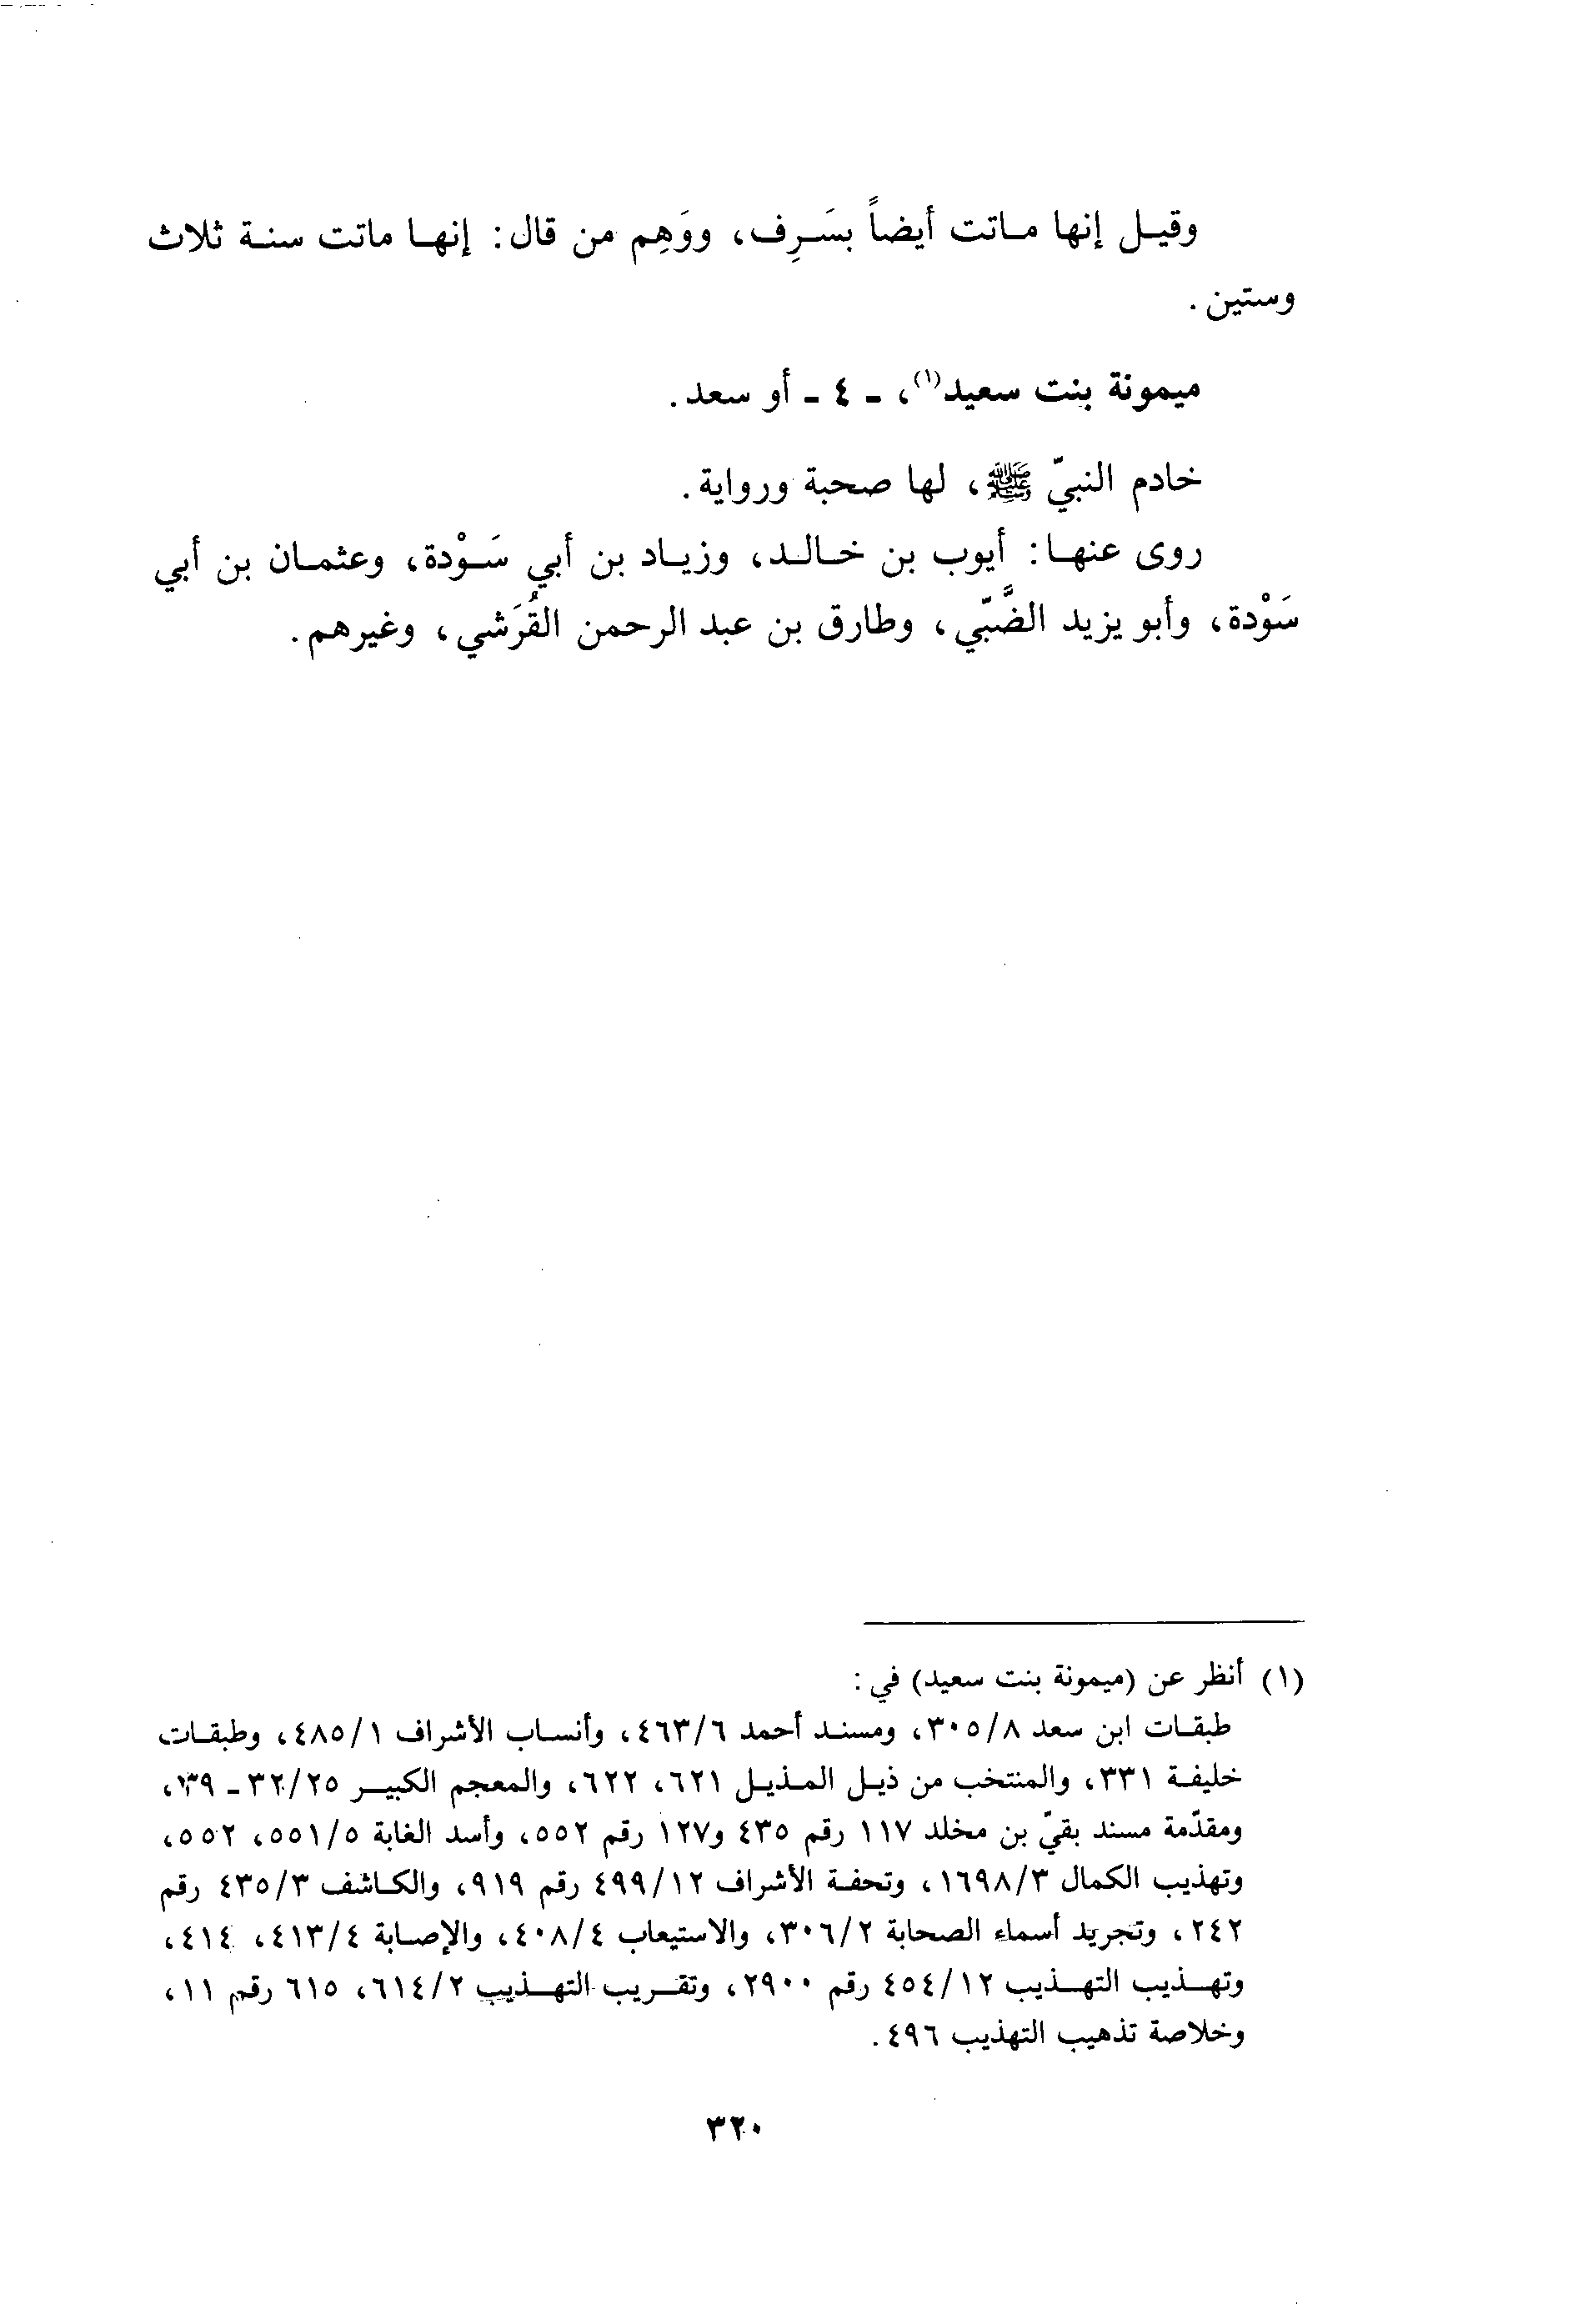 وقيل إنها ماتت أيضاً بسَرِف، ووَهِم من قال: إنها ماتت سنة ثلاث
وستين.
ميمونة بنت سعيد(١)، - ٤ - أو سعد.
خادم النبيّ ﷺ، لها صحبة ورواية.
روى عنها: أيوب بن خالد، وزياد بن أبي سَوْدة، وعثمان بن أبي
سَوْدة، وأبو يزيد الضَّبّي، وطارق بن عبد الرحمن القُرَشي، وغيرهم.
(١) أنظر عن (ميمونة بنت سعيد) في:
طبقات ابن سعد ٣٠٥/٨، ومسند أحمد ٤٦٣/٦، وأنساب الأشراف ٤٨٥/١، وطبقات
خليفة ٣٣١، والمنتخب من ذيل المذيل ٦٢١، ٦٢٢، والمعجم الكبير ٣٢/٢٥ - ٣٩،
ومقدّمة مسند بقيّ بن مخلد ١١٧ رقم ٤٣٥ و١٢٧ رقم ٥٥٢، وأسد الغابة ٥٥١/٥، ٥٥٢،
وتهذيب الكمال ١٦٩٨/٣، وتحفة الأشراف ٤٩٩/١٢ رقم ٩١٩، والكاشف ٤٣٥/٣ رقم
٢٤٢، وتجريد أسماء الصحابة ٣٠٦/٢، والاستيعاب ٤٠٨/٤، والإصابة ٤١٣/٤، ٤١٤،
وتهذيب التهذيب ٤٥٤/١٢ رقم ٢٩٠٠، وتقريب التهذيب ٦١٤/٢، ٦١٥ رقم ١١،
وخلاصة تذهيب التهذيب ٤٩٦.
٣٢٠